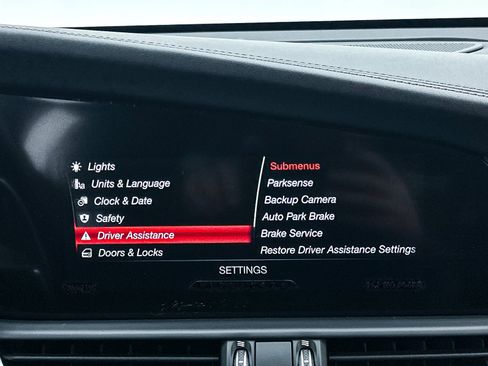 Lights
Units & Language
Clock & Date
Safety
Driver Assistance
Doors & Locks
Submenus
Parksense
Backup Camera
Auto Park Brake
Brake Service
Restore Driver Assistance Settings
SETTINGS